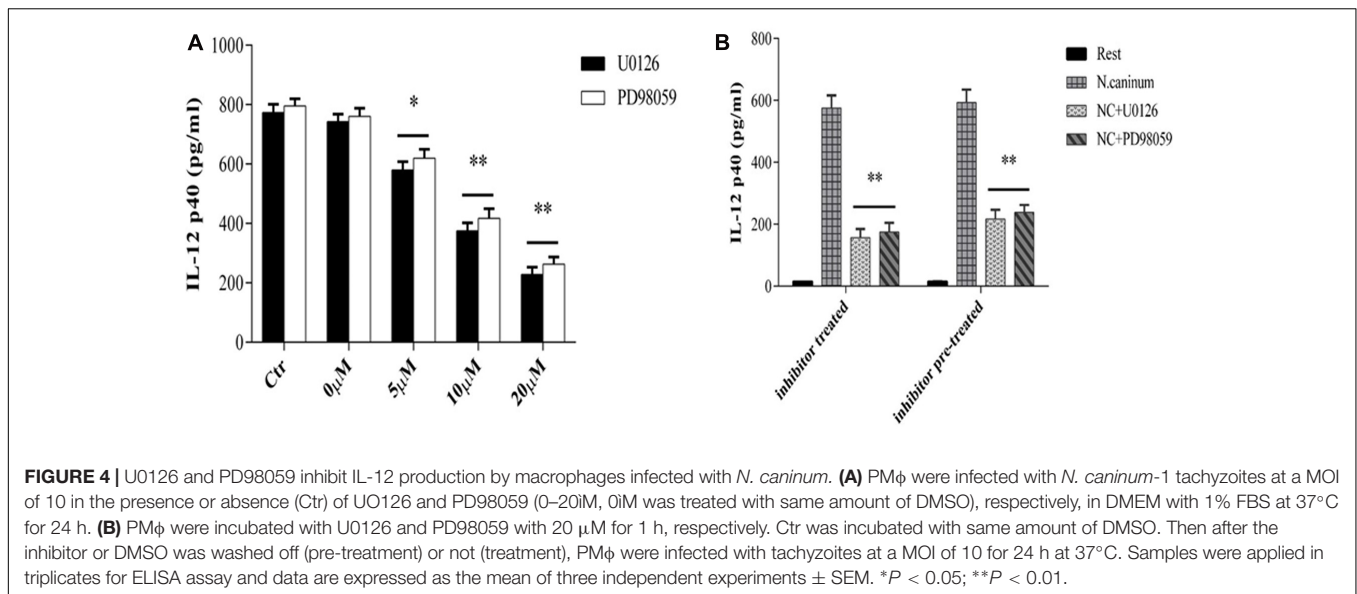 A
1000
800
600
400
200
0
IL-12 p40 (pg/ml)
U0126
PD98059
*
**
**
Ctr
0μM
5μM
10μM
20μM
B
800
600
400
200
0
IL-12 p40 (pg/ml)
Rest
N.caninum
NC+U0126
NC+PD98059
**
**
inhibitor treated
inhibitor pre-treated
FIGURE 4 | U0126 and PD98059 inhibit IL-12 production by macrophages infected with N. caninum. (A) PMϕ were infected with N. caninum-1 tachyzoites at a MOI
of 10 in the presence or absence (Ctr) of UO126 and PD98059 (0–20ìM, 0ìM was treated with same amount of DMSO), respectively, in DMEM with 1% FBS at 37°C
for 24 h. (B) PMϕ were incubated with U0126 and PD98059 with 20 μM for 1 h, respectively. Ctr was incubated with same amount of DMSO. Then after the
inhibitor or DMSO was washed off (pre-treatment) or not (treatment), PMϕ were infected with tachyzoites at a MOI of 10 for 24 h at 37°C. Samples were applied in
triplicates for ELISA assay and data are expressed as the mean of three independent experiments ± SEM. *P < 0.05; **P < 0.01.